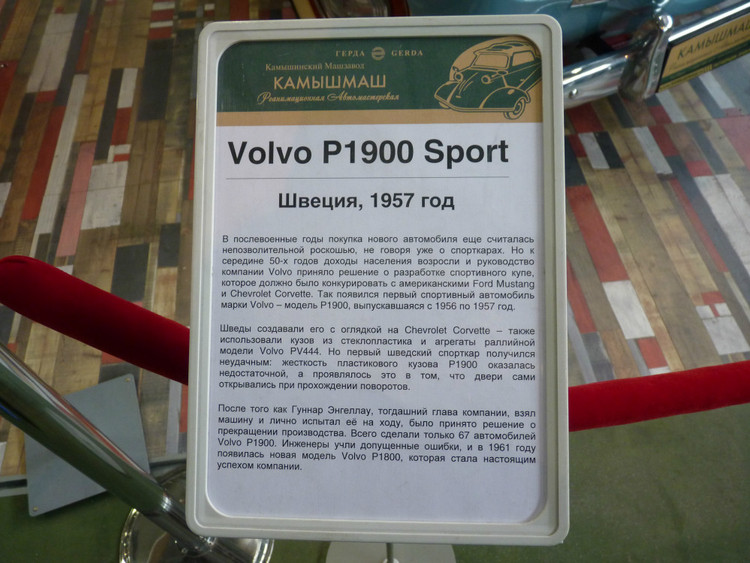 ГЕРДА GERDA
Камышинский Машзавод
КАМЫШМАШ
Реанимационная Автомастерская
КАМЫШМАШ
Volvo P1900 Sport
Швеция, 1957 год
В послевоенные годы покупка нового автомобиля еще считалась
непозволительной роскошью, не говоря уже о спорткарах. Но к
середине 50-х годов доходы населения возросли и руководство
компании Volvo приняло решение о разработке спортивного купе,
которое должно было конкурировать с американскими Ford Mustang
и Chevrolet Corvette. Так появился первый спортивный автомобиль
марки Volvo – модель P1900, выпускавшаяся с 1956 по 1957 год.
Шведы создавали его с оглядкой на Chevrolet Corvette – также
использовали кузов из стеклопластика и агрегаты раллийной
модели Volvo PV444. Но первый шведский спорткар получился
неудачным: жесткость пластикового кузова P1900 оказалась
недостаточной, а проявлялось это в том, что двери сами
открывались при прохождении поворотов.
После того как Гуннар Энгеллау, тогдашний глава компании, взял
машину и лично испытал её на ходу, было принято решение о
прекращении производства. Всего сделали только 67 автомобилей
Volvo P1900. Инженеры учли допущенные ошибки, и в 1961 году
появилась новая модель Volvo P1800, которая стала настоящим
успехом компании.